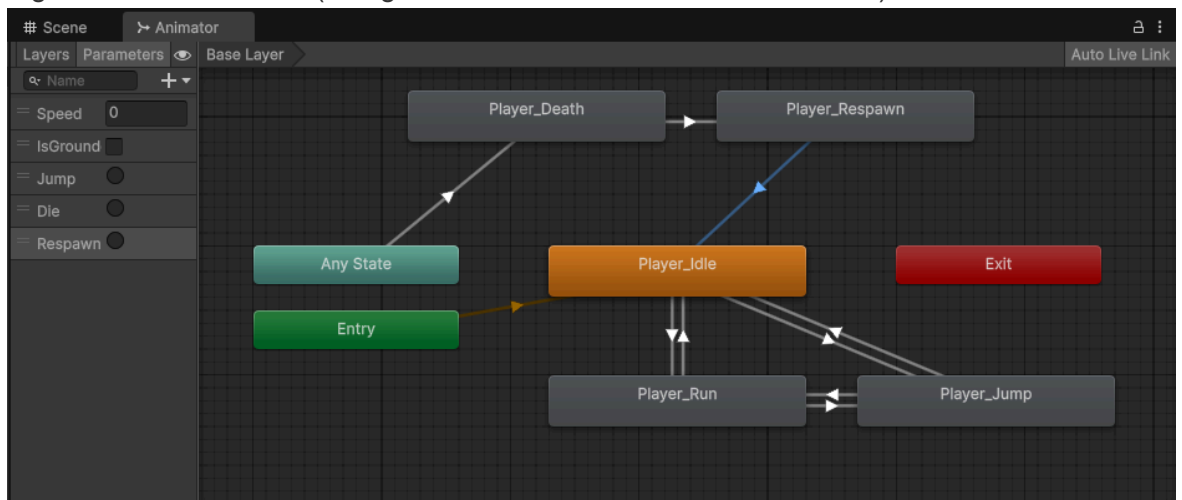 Scene Animator
Layers Parameters Base Layer Auto Live Link
Name
Speed 0
IsGround
Jump
Die
Respawn
Player_Death Player_Respawn
Any State Player_Idle Exit
Entry
Player_Run Player_Jump